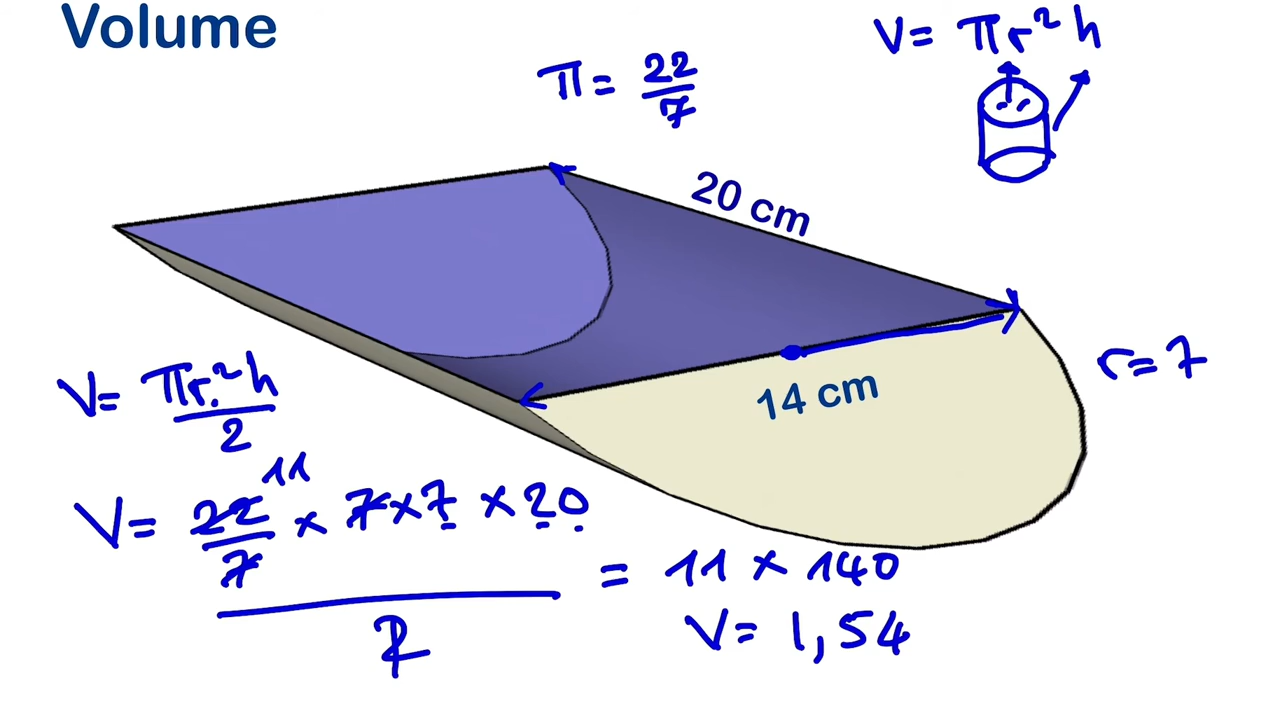 Volume
V = πr²h
π = 22/7
20 cm
14 cm
r = 7
V = πr²h/2
11
V = 22/7 × 7 × 7 × 20 / 2 = 11 × 140
V = 1,54